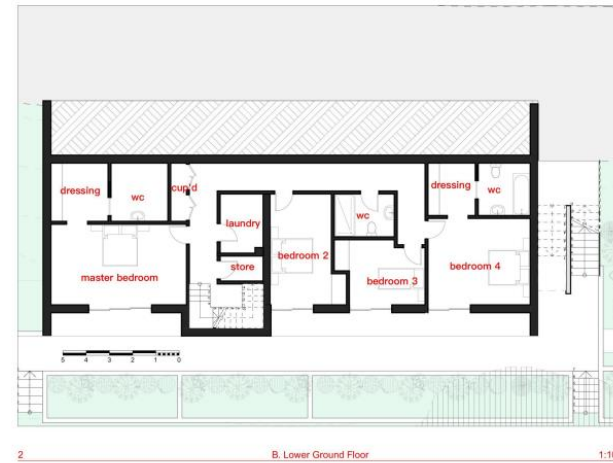 dressing
wc
cup'd
dressing
wc
laundry
wc
bedroom 2
store
bedroom 4
master bedroom
bedroom 3
5 4 3 2 1 0
2
B. Lower Ground Floor